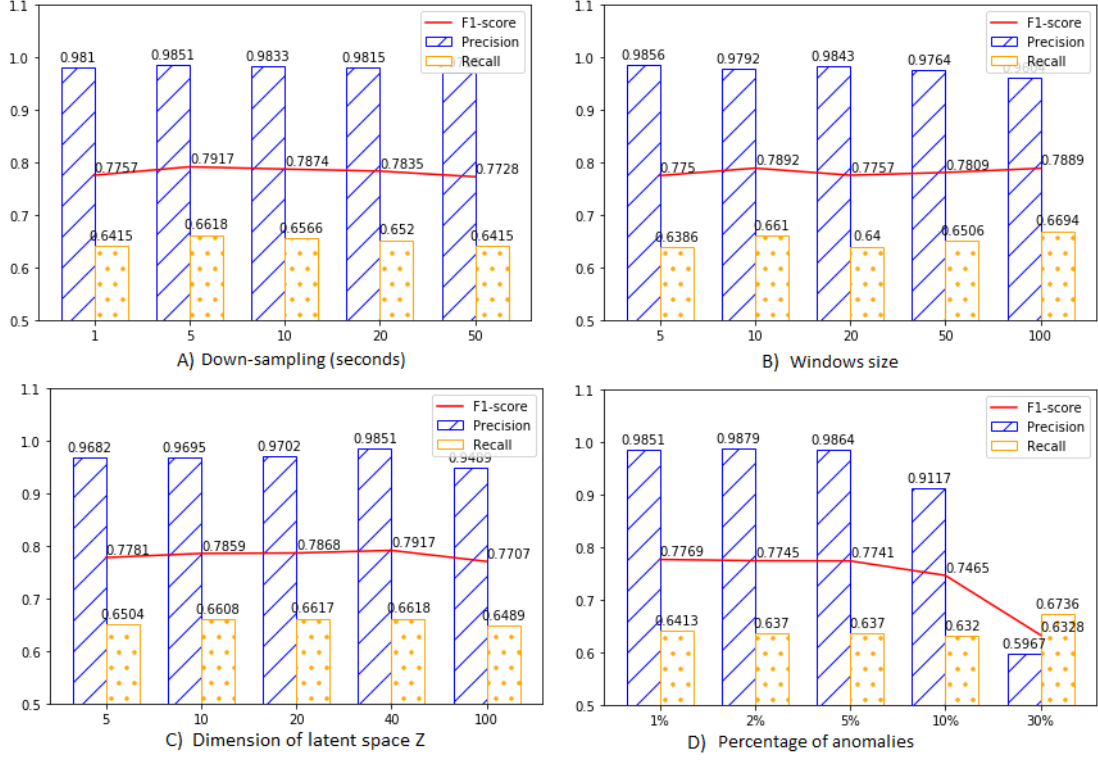 F1-score
Precision
Recall
1.1
1.0
0.9
0.8
0.7
0.6
0.5
0.981 0.9851 0.9833 0.9815
0.7757 0.7917 0.7874 0.7835 0.7728
0.6415 0.6618 0.6566 0.652 0.6415
1 5 10 20 50
A) Down-sampling (seconds)
F1-score
Precision
Recall
1.1
1.0
0.9
0.8
0.7
0.6
0.5
0.9856 0.9792 0.9843 0.9764 0.9604
0.775 0.7892 0.7757 0.7809 0.7889
0.6386 0.661 0.64 0.6506 0.6694
5 10 20 50 100
B) Windows size
F1-score
Precision
Recall
1.1
1.0
0.9
0.8
0.7
0.6
0.5
0.9682 0.9695 0.9702 0.9851 0.9489
0.7781 0.7859 0.7868 0.7917 0.7707
0.6504 0.6608 0.6617 0.6618 0.6489
5 10 20 40 100
C) Dimension of latent space Z
F1-score
Precision
Recall
1.1
1.0
0.9
0.8
0.7
0.6
0.5
0.9851 0.9879 0.9864 0.9117 0.5967
0.7769 0.7745 0.7741 0.7465 0.6328
0.6413 0.637 0.637 0.632 0.6736
1% 2% 5% 10% 30%
D) Percentage of anomalies